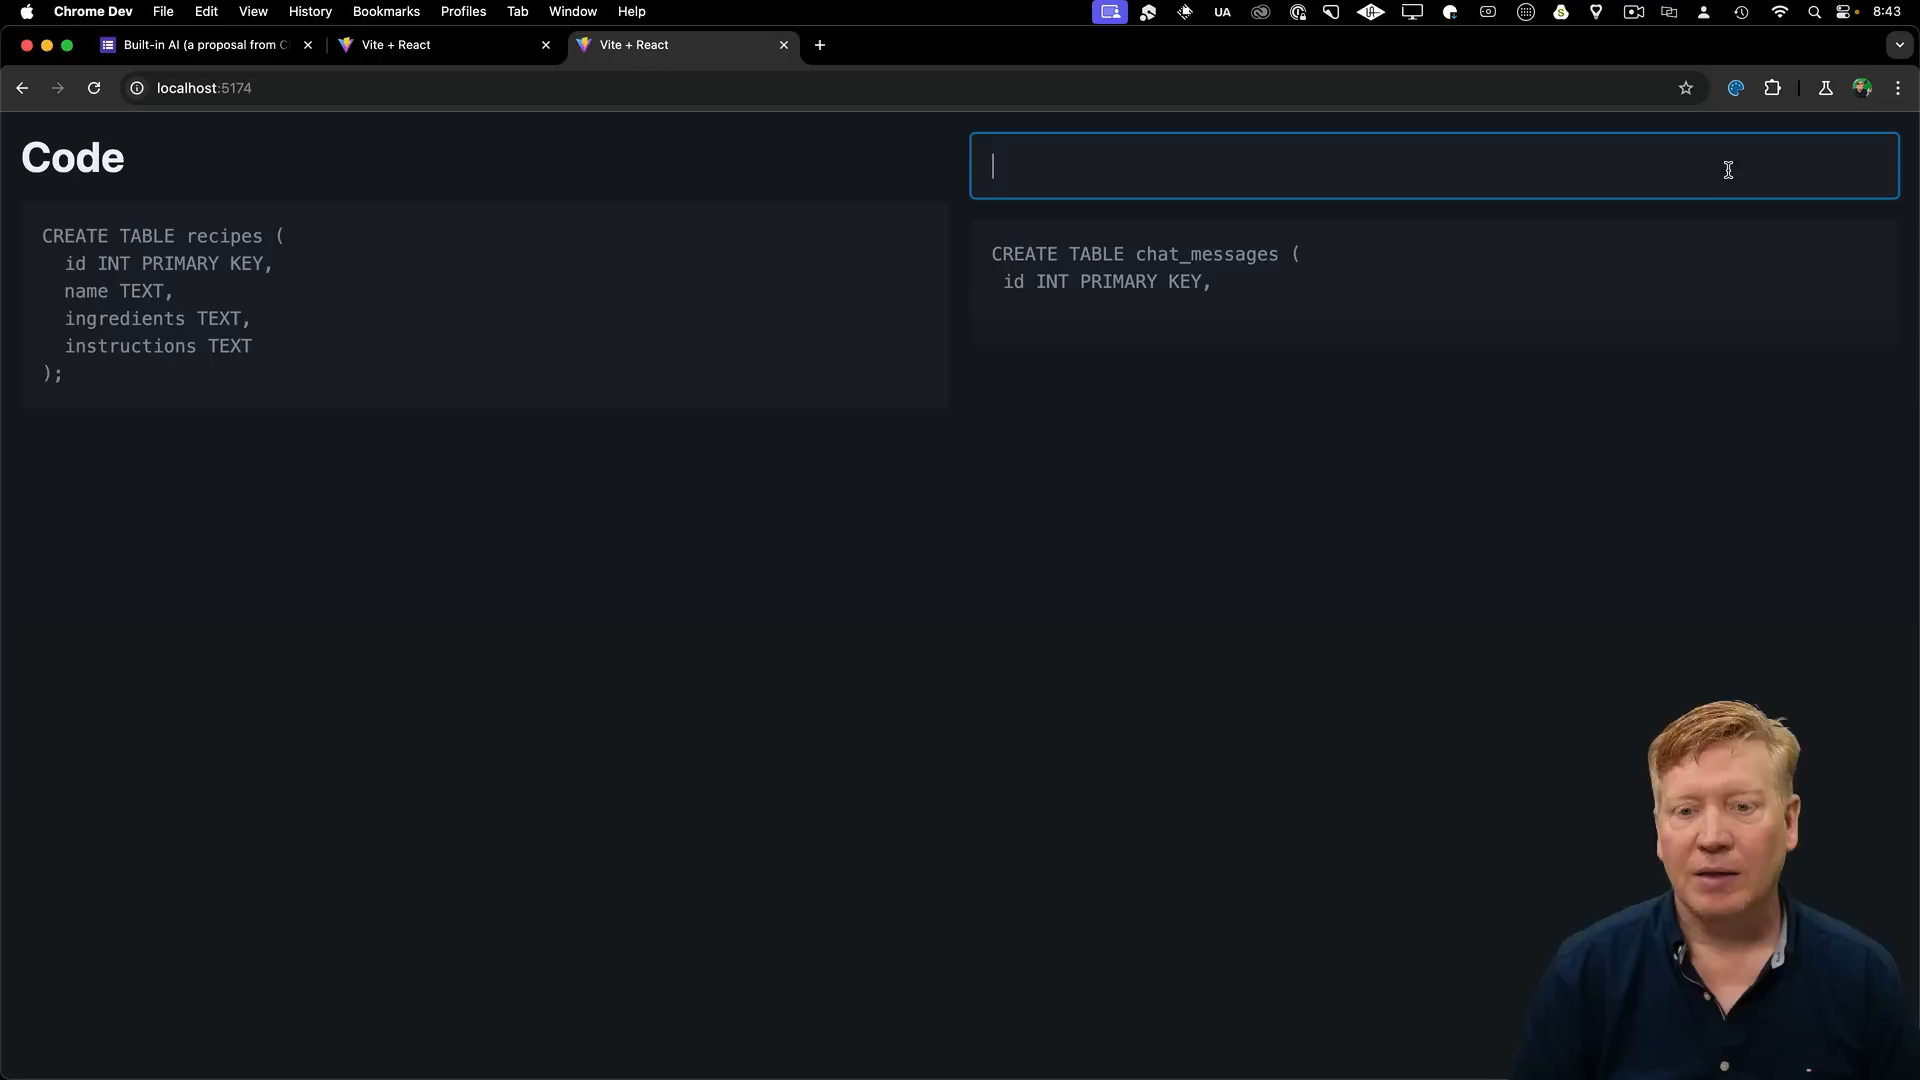 Chrome Dev File Edit View History Bookmarks Profiles Tab Window Help UA 8:43
Built-in AI (a proposal from C Vite + React Vite + React
localhost:5174
Code
CREATE TABLE recipes (
id INT PRIMARY KEY,
name TEXT,
ingredients TEXT,
instructions TEXT
);
CREATE TABLE chat_messages (
id INT PRIMARY KEY,